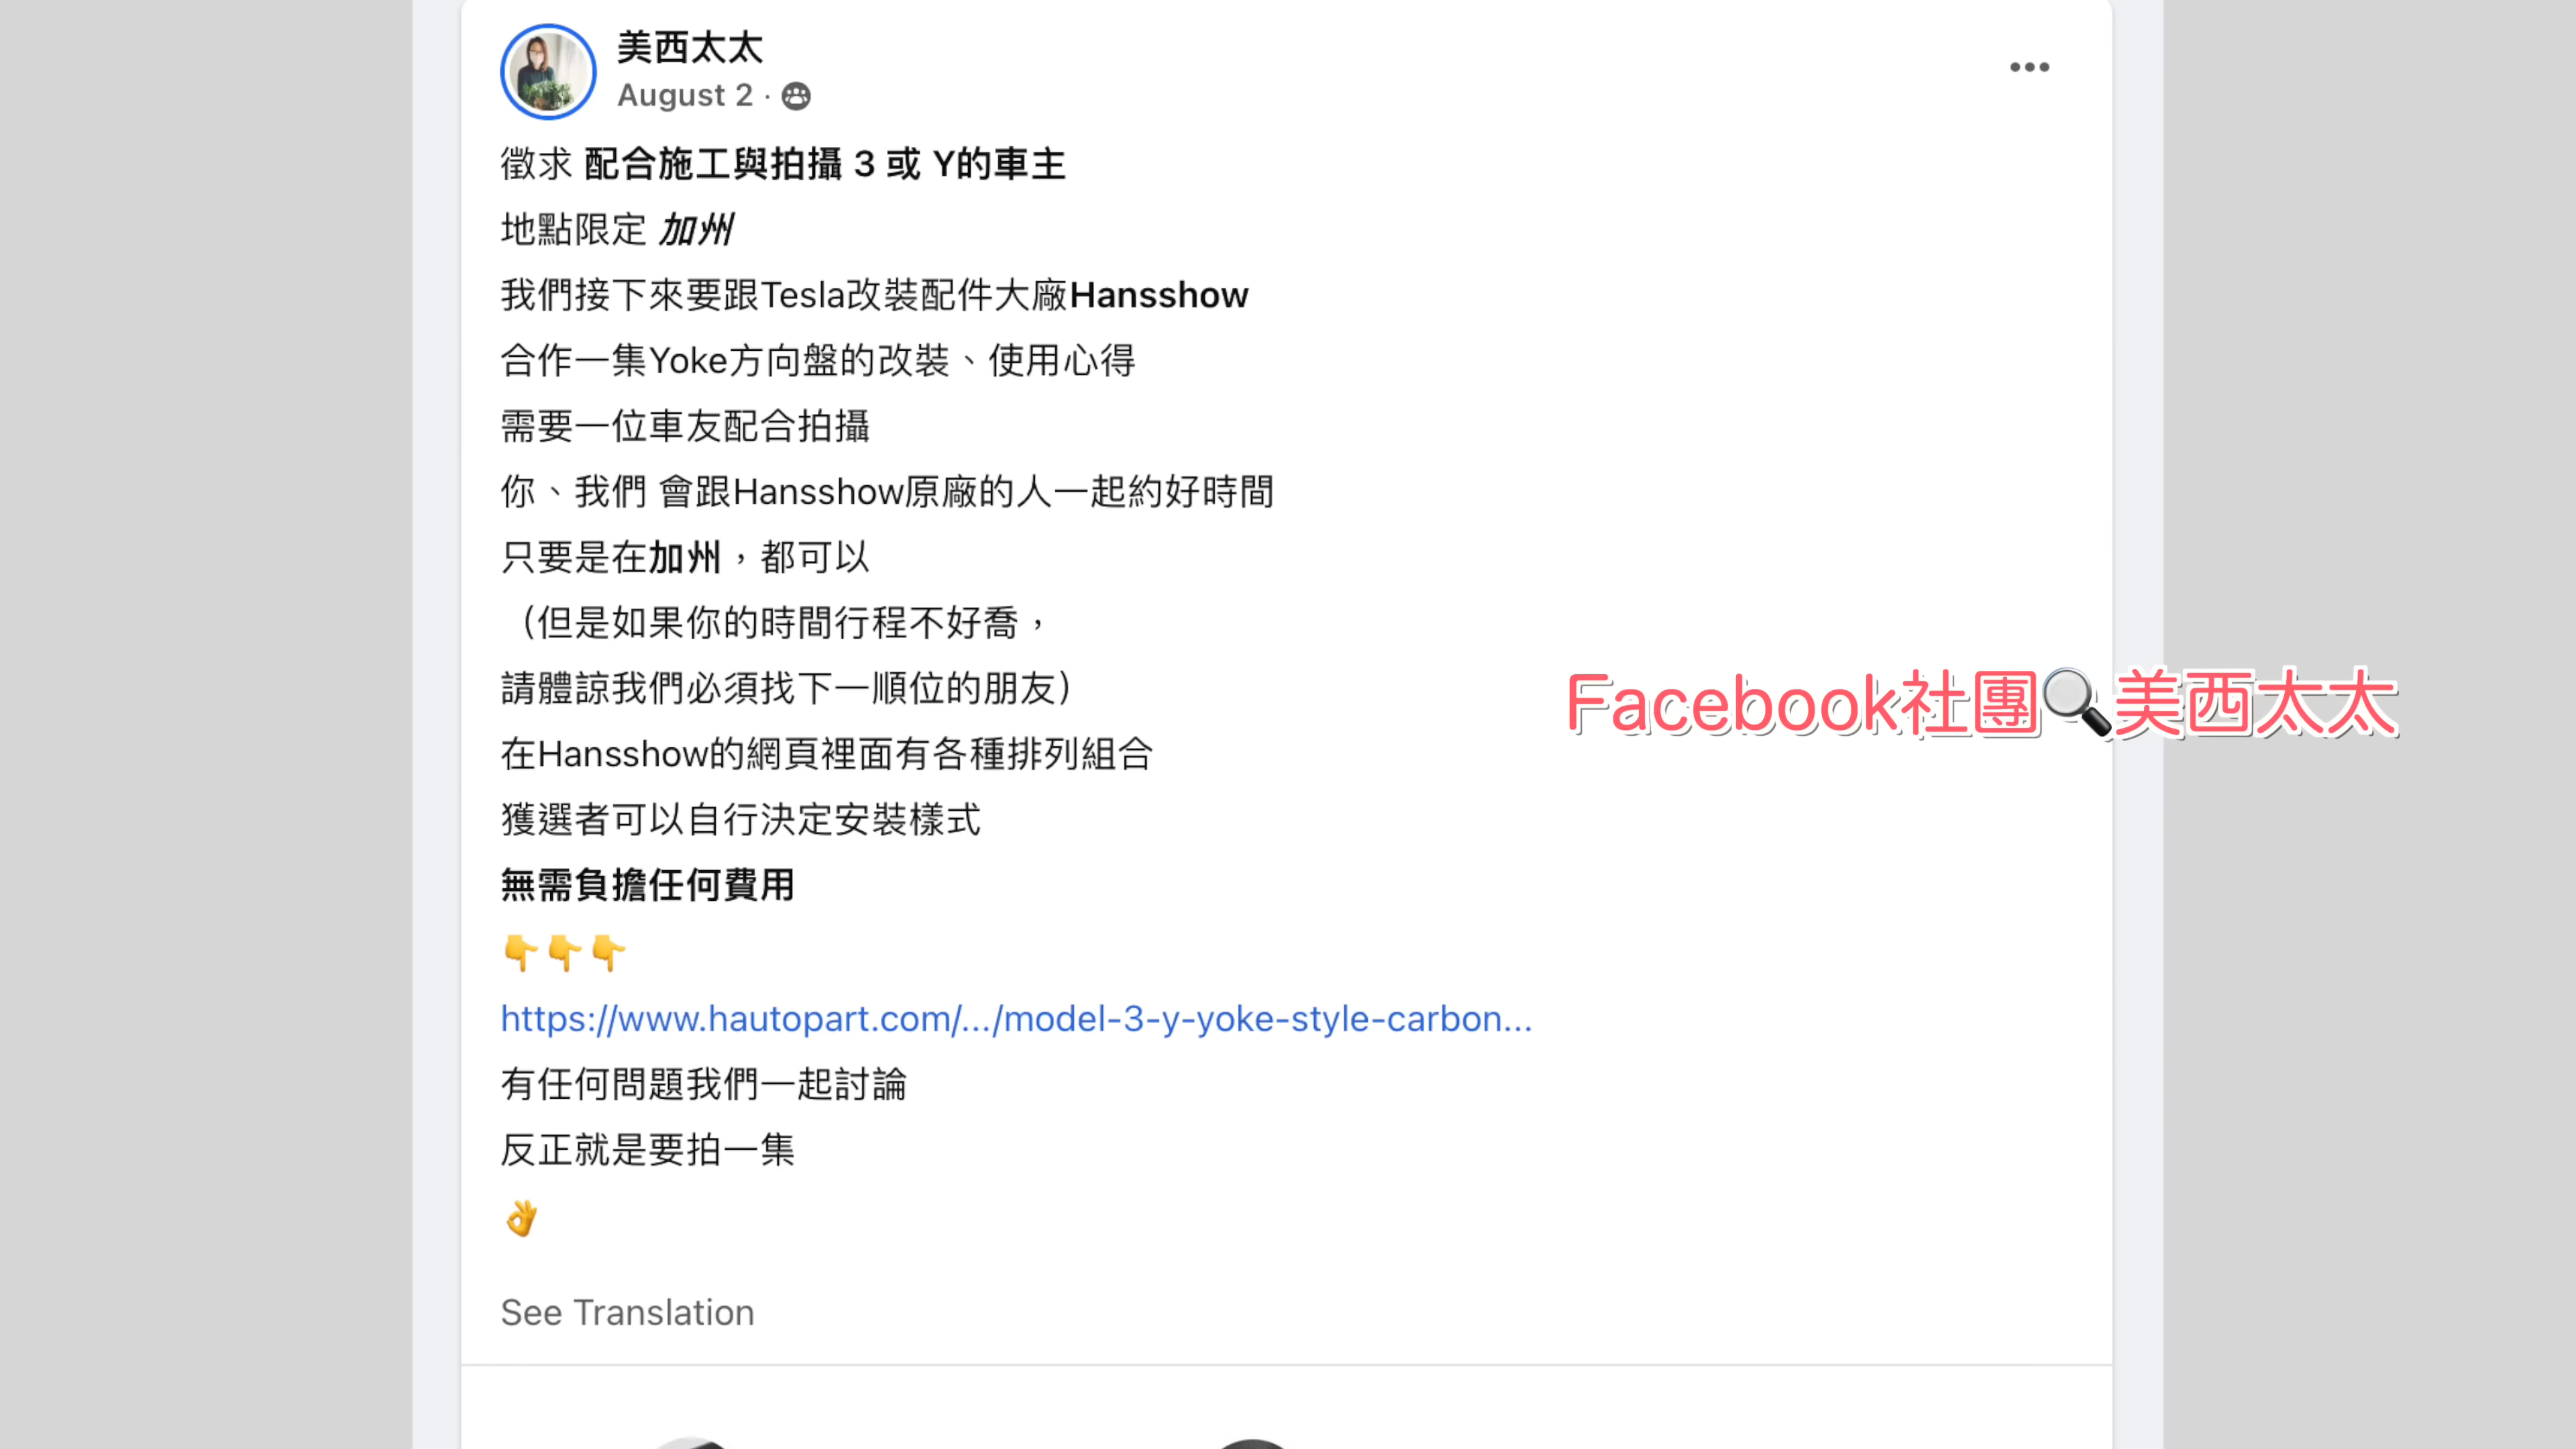 美西太太
August 2 ·
徵求 配合施工與拍攝 3 或 Y的車主
地點限定 加州
我們接下來要跟Tesla改裝配件大廠Hansshow
合作一集Yoke方向盤的改裝、使用心得
需要一位車友配合拍攝
你、我們 會跟Hansshow原廠的人一起約好時間
只要是在加州，都可以
（但是如果你的時間行程不好喬，
請體諒我們必須找下一順位的朋友）
Facebook社團🔍美西太太
在Hansshow的網頁裡面有各種排列組合
獲選者可以自行決定安裝樣式
無需負擔任何費用
👇👇👇
https://www.hautopart.com/.../model-3-y-yoke-style-carbon...
有任何問題我們一起討論
反正就是要拍一集
👌
See Translation